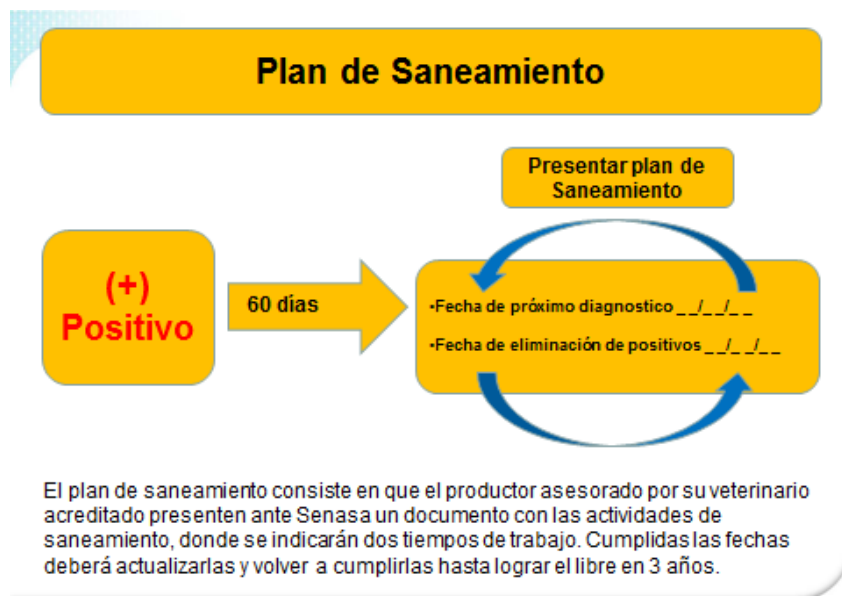 Plan de Saneamiento
Presentar plan de
Saneamiento
(+)
Positivo
60 días
•Fecha de próximo diagnostico _ _/_ _/_ _
•Fecha de eliminación de positivos _ _/_ _/_ _
El plan de saneamiento consiste en que el productor asesorado por su veterinario
acreditado presenten ante Senasa un documento con las actividades de
saneamiento, donde se indicarán dos tiempos de trabajo. Cumplidas las fechas
deberá actualizarlas y volver a cumplirlas hasta lograr el libre en 3 años.